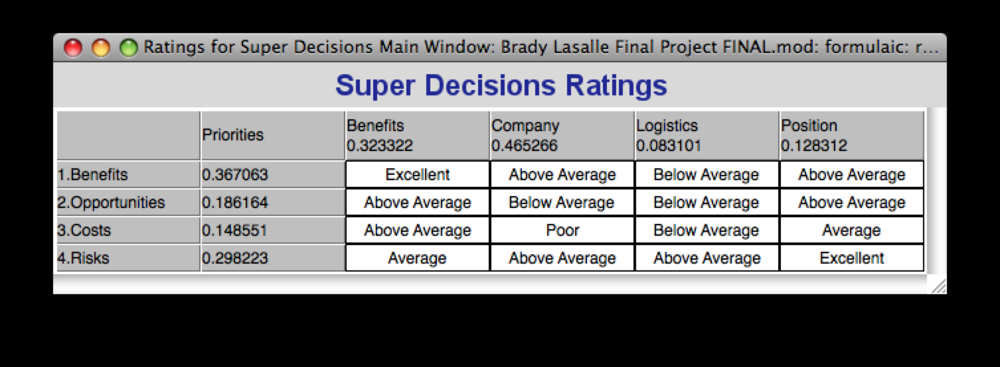 Ratings for Super Decisions Main Window: Brady Lasalle Final Project FINAL.mod: formulaic: r...
Super Decisions Ratings
Priorities Benefits 0.323322 Company 0.465266 Logistics 0.083101 Position 0.128312
1.Benefits 0.367063 Excellent Above Average Below Average Above Average
2.Opportunities 0.186164 Above Average Below Average Below Average Above Average
3.Costs 0.148551 Above Average Poor Below Average Average
4.Risks 0.298223 Average Above Average Above Average Excellent